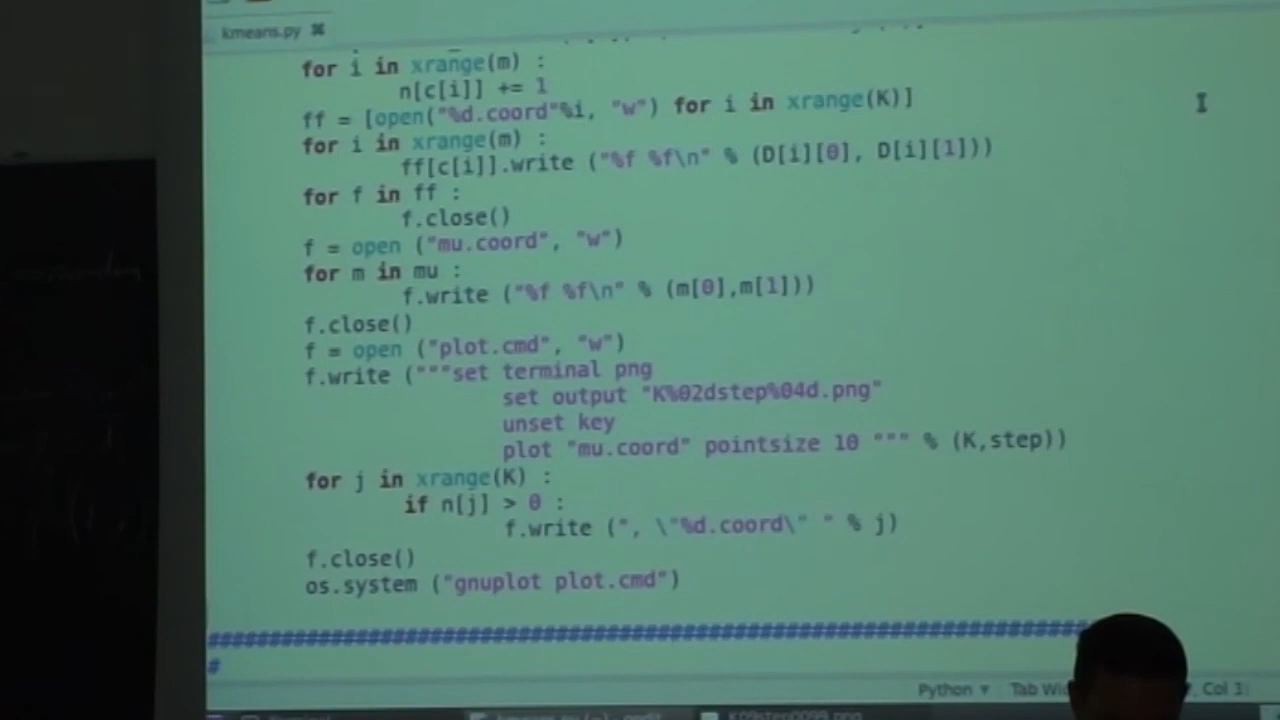 kmeans.py ✖
for i in xrange(m) :
n[c[i]] += 1
ff = [open("%d.coord"%i, "w") for i in xrange(K)]
for i in xrange(m) :
ff[c[i]].write ("%f %f\n" % (D[i][0], D[i][1]))
for f in ff :
f.close()
f = open ("mu.coord", "w")
for m in mu :
f.write ("%f %f\n" % (m[0],m[1]))
f.close()
f = open ("plot.cmd", "w")
f.write ("""set terminal png
set output "K%02dstep%04d.png"
unset key
plot "mu.coord" pointsize 10 """ % (K,step))
for j in xrange(K) :
if n[j] > 0 :
f.write (", \"%d.coord\" " % j)
f.close()
os.system ("gnuplot plot.cmd")
#
Python Tab